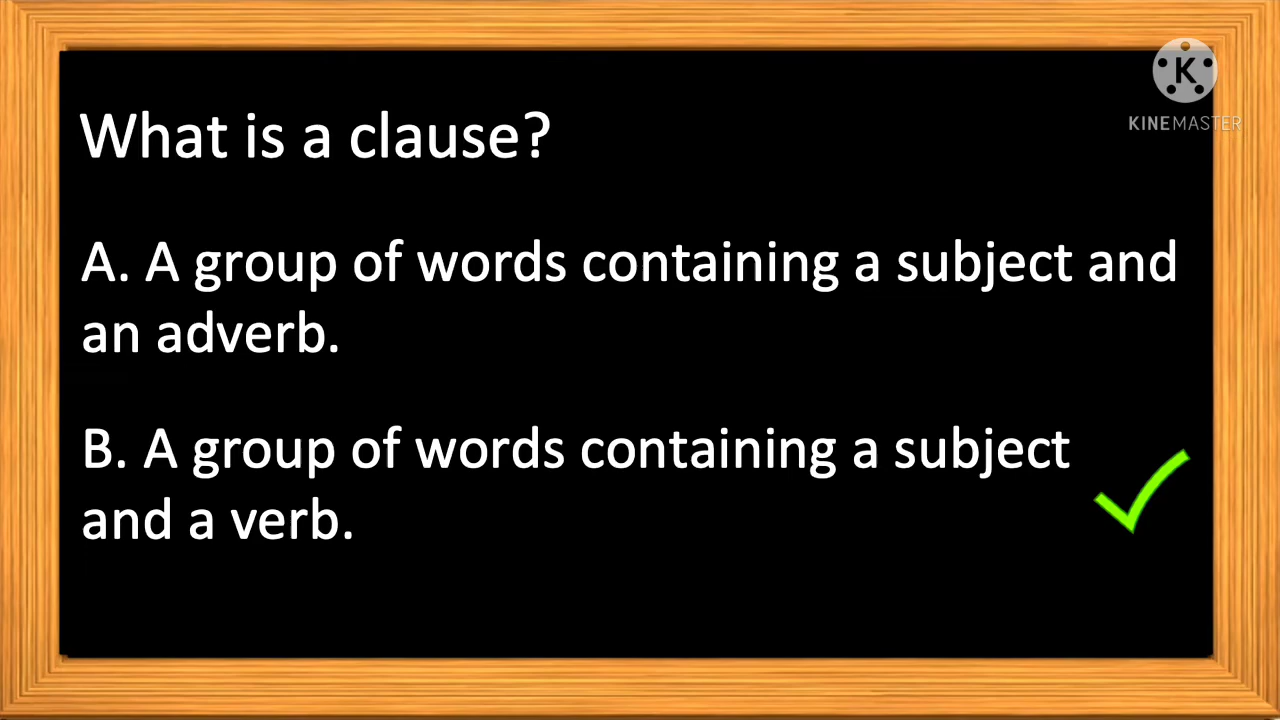 K
KINEMASTER
What is a clause?
A. A group of words containing a subject and
an adverb.
B. A group of words containing a subject
and a verb.